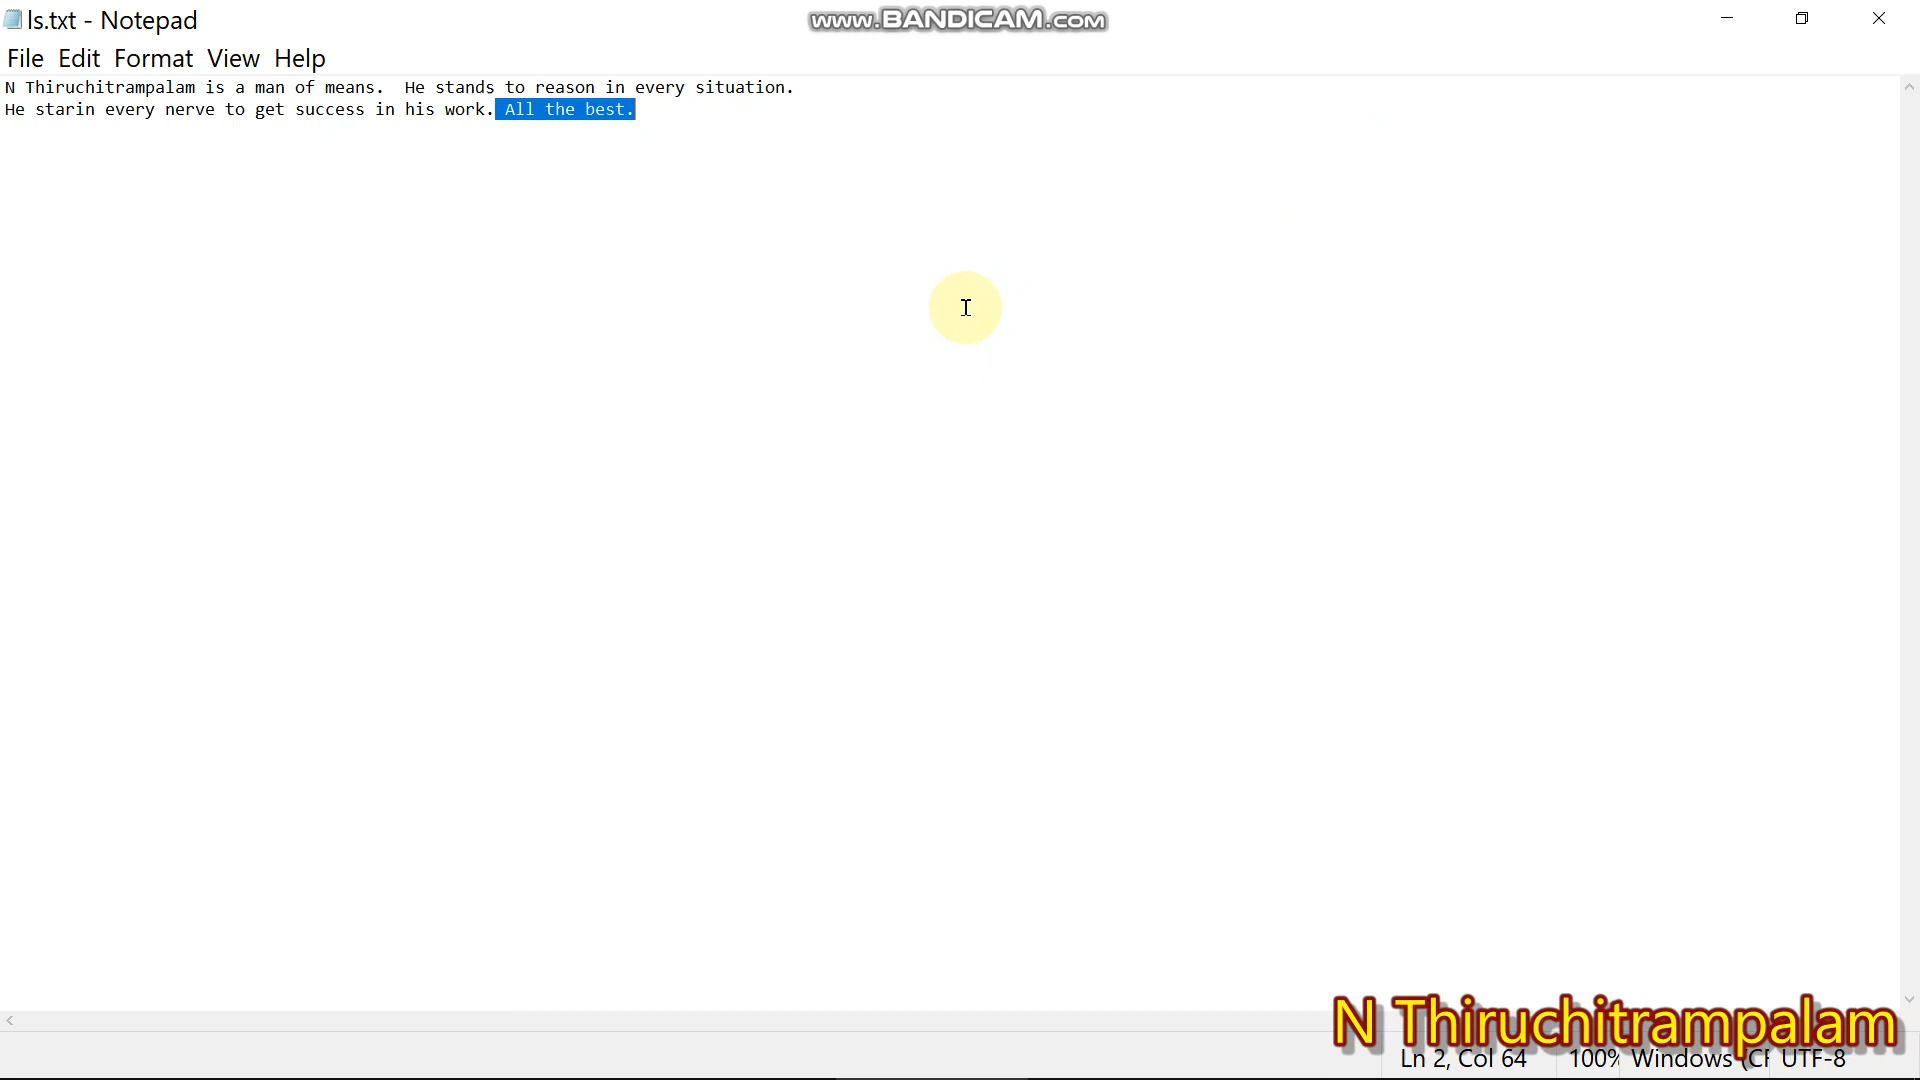 ls.txt - Notepad
www.BANDICAM.com
File Edit Format View Help
N Thiruchitrampalam is a man of means.  He stands to reason in every situation.
He starin every nerve to get success in his work. All the best.
N Thiruchitrampalam
Ln 2, Col 64 100% Windows (CR UTF-8